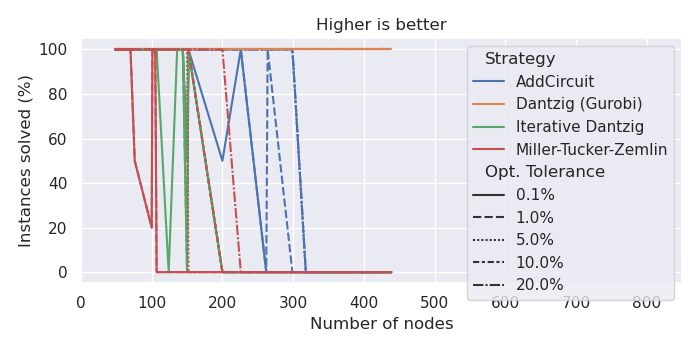 Higher is better
Instances solved (%)
100
80
60
40
20
0
0 100 200 300 400 500 600 700 800
Number of nodes
Strategy
AddCircuit
Dantzig (Gurobi)
Iterative Dantzig
Miller-Tucker-Zemlin
Opt. Tolerance
0.1%
1.0%
5.0%
10.0%
20.0%